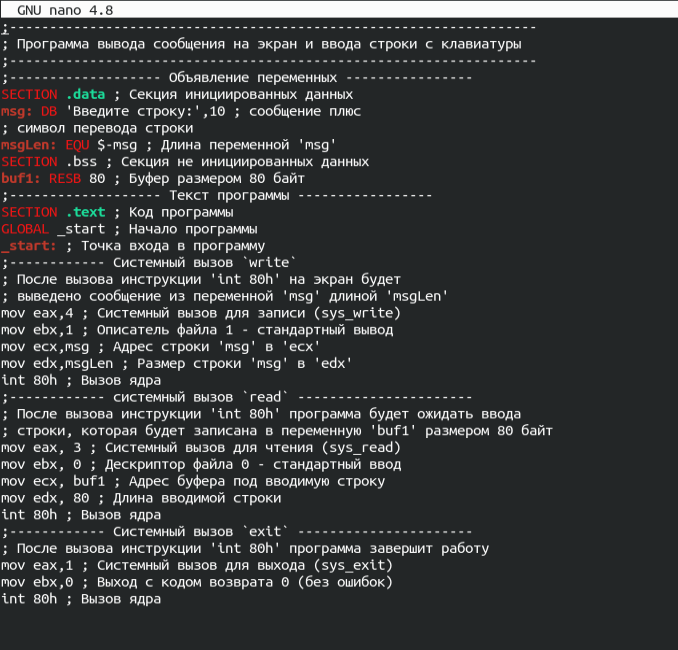 GNU nano 4.8
;------------------------------------------------------------------
; Программа вывода сообщения на экран и ввода строки с клавиатуры
;------------------------------------------------------------------
;------------------- Объявление переменных ----------------
SECTION .data ; Секция инициированных данных
msg: DB 'Введите строку:',10 ; сообщение плюс
; символ перевода строки
msgLen: EQU $-msg ; Длина переменной 'msg'
SECTION .bss ; Секция не инициированных данных
buf1: RESB 80 ; Буфер размером 80 байт
;------------------- Текст программы -----------------
SECTION .text ; Код программы
GLOBAL _start ; Начало программы
_start: ; Точка входа в программу
;------------ Системный вызов `write`
; После вызова инструкции 'int 80h' на экран будет
; выведено сообщение из переменной 'msg' длиной 'msgLen'
mov eax,4 ; Системный вызов для записи (sys_write)
mov ebx,1 ; Описатель файла 1 - стандартный вывод
mov ecx,msg ; Адрес строки 'msg' в 'ecx'
mov edx,msgLen ; Размер строки 'msg' в 'edx'
int 80h ; Вызов ядра
;------------ системный вызов `read` ----------------------
; После вызова инструкции 'int 80h' программа будет ожидать ввода
; строки, которая будет записана в переменную 'buf1' размером 80 байт
mov eax, 3 ; Системный вызов для чтения (sys_read)
mov ebx, 0 ; Дескриптор файла 0 - стандартный ввод
mov ecx, buf1 ; Адрес буфера под вводимую строку
mov edx, 80 ; Длина вводимой строки
int 80h ; Вызов ядра
;------------ Системный вызов `exit` ----------------------
; После вызова инструкции 'int 80h' программа завершит работу
mov eax,1 ; Системный вызов для выхода (sys_exit)
mov ebx,0 ; Выход с кодом возврата 0 (без ошибок)
int 80h ; Вызов ядра